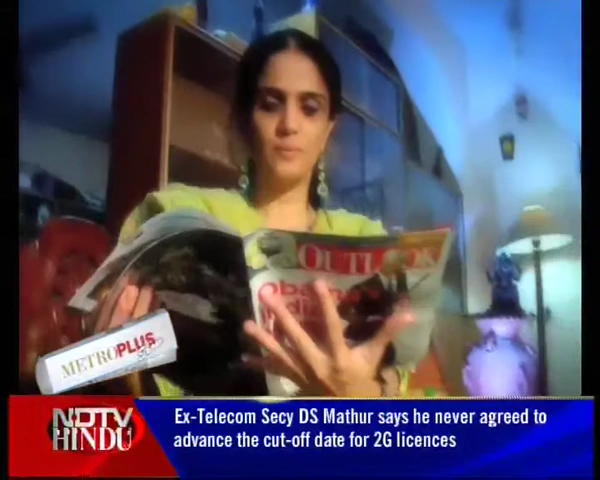 OUTLOOK
METROPLUS
NDTV
HINDU
Ex-Telecom Secy DS Mathur says he never agreed to
advance the cut-off date for 2G licences